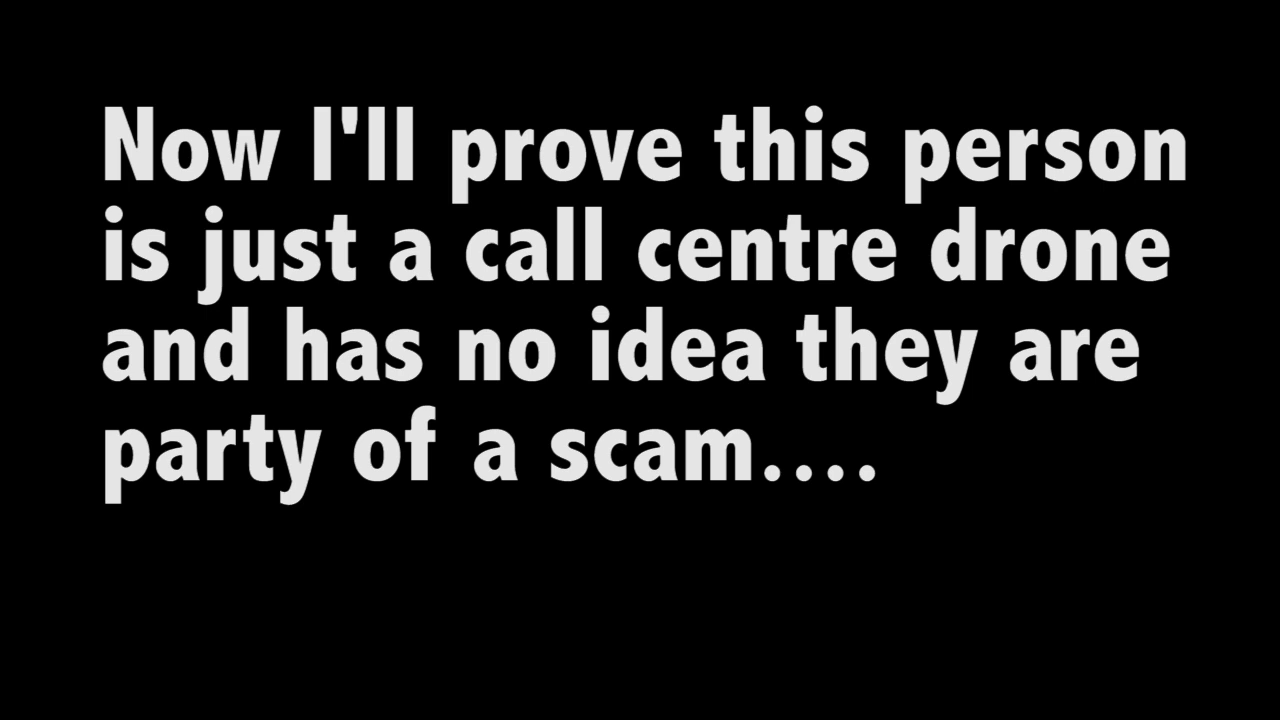 Now I'll prove this person
is just a call centre drone
and has no idea they are
party of a scam....